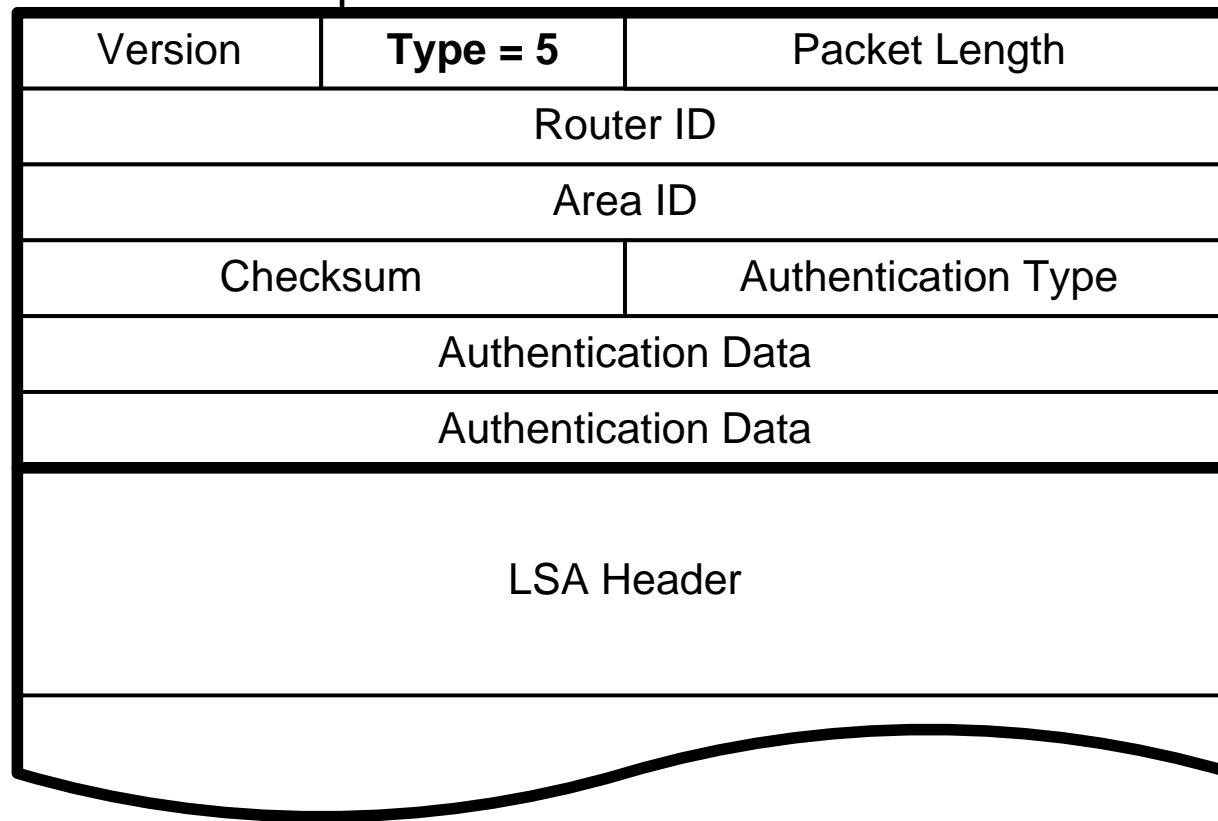 Version Type = 5 Packet Length
Router ID
Area ID
Checksum Authentication Type
Authentication Data
Authentication Data
LSA Header